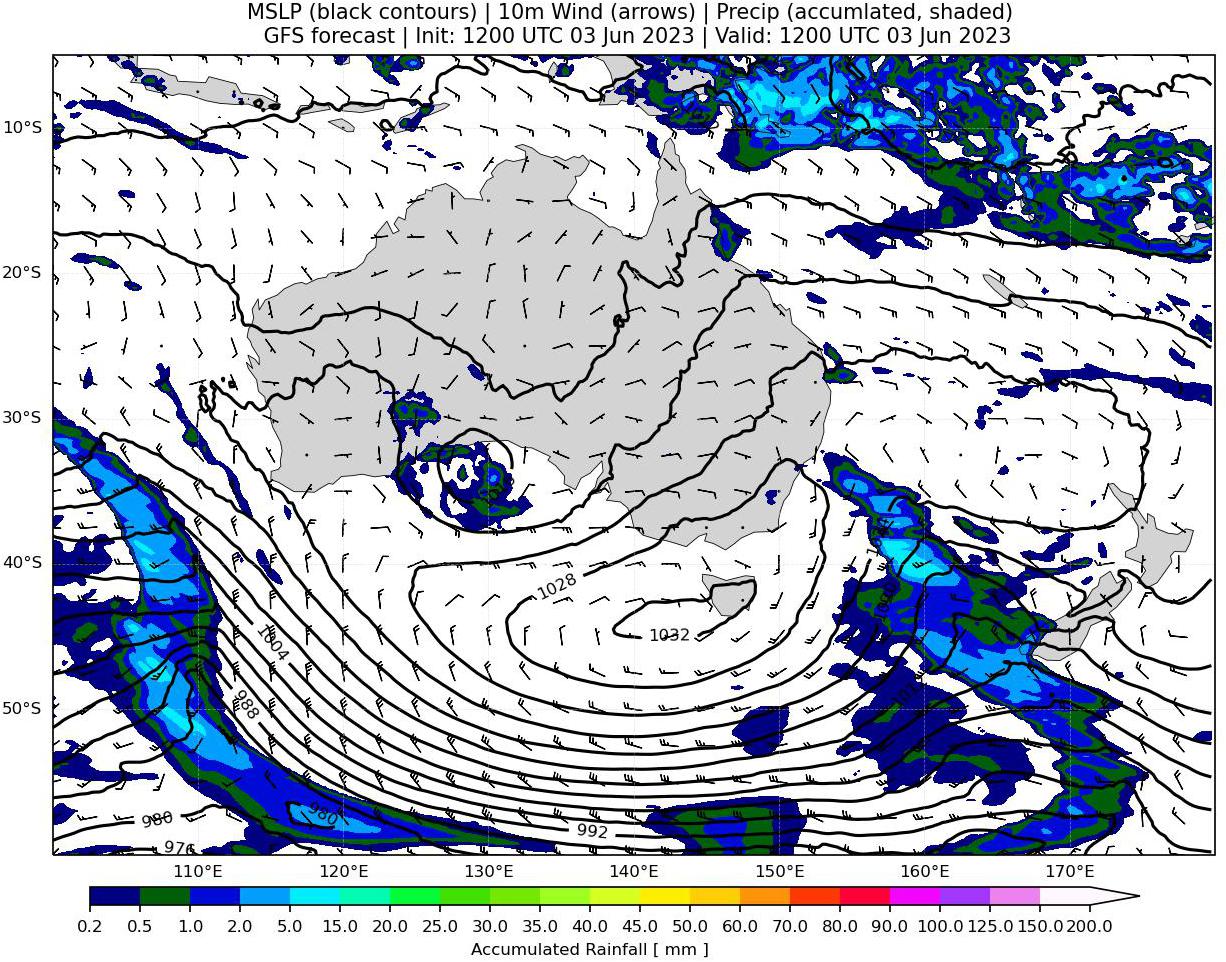 MSLP (black contours) | 10m Wind (arrows) | Precip (accumlated, shaded)
GFS forecast | Init: 1200 UTC 03 Jun 2023 | Valid: 1200 UTC 03 Jun 2023
10°S
20°S
30°S
40°S
50°S
1028
1032
1004
988
980
980
992
976
110°E 120°E 130°E 140°E 150°E 160°E 170°E
0.2 0.5 1.0 2.0 5.0 10.0 15.0 20.0 25.0 30.0 35.0 40.0 45.0 50.0 60.0 70.0 80.0 90.0 100.0 125.0 150.0 200.0
Accumulated Rainfall [ mm ]